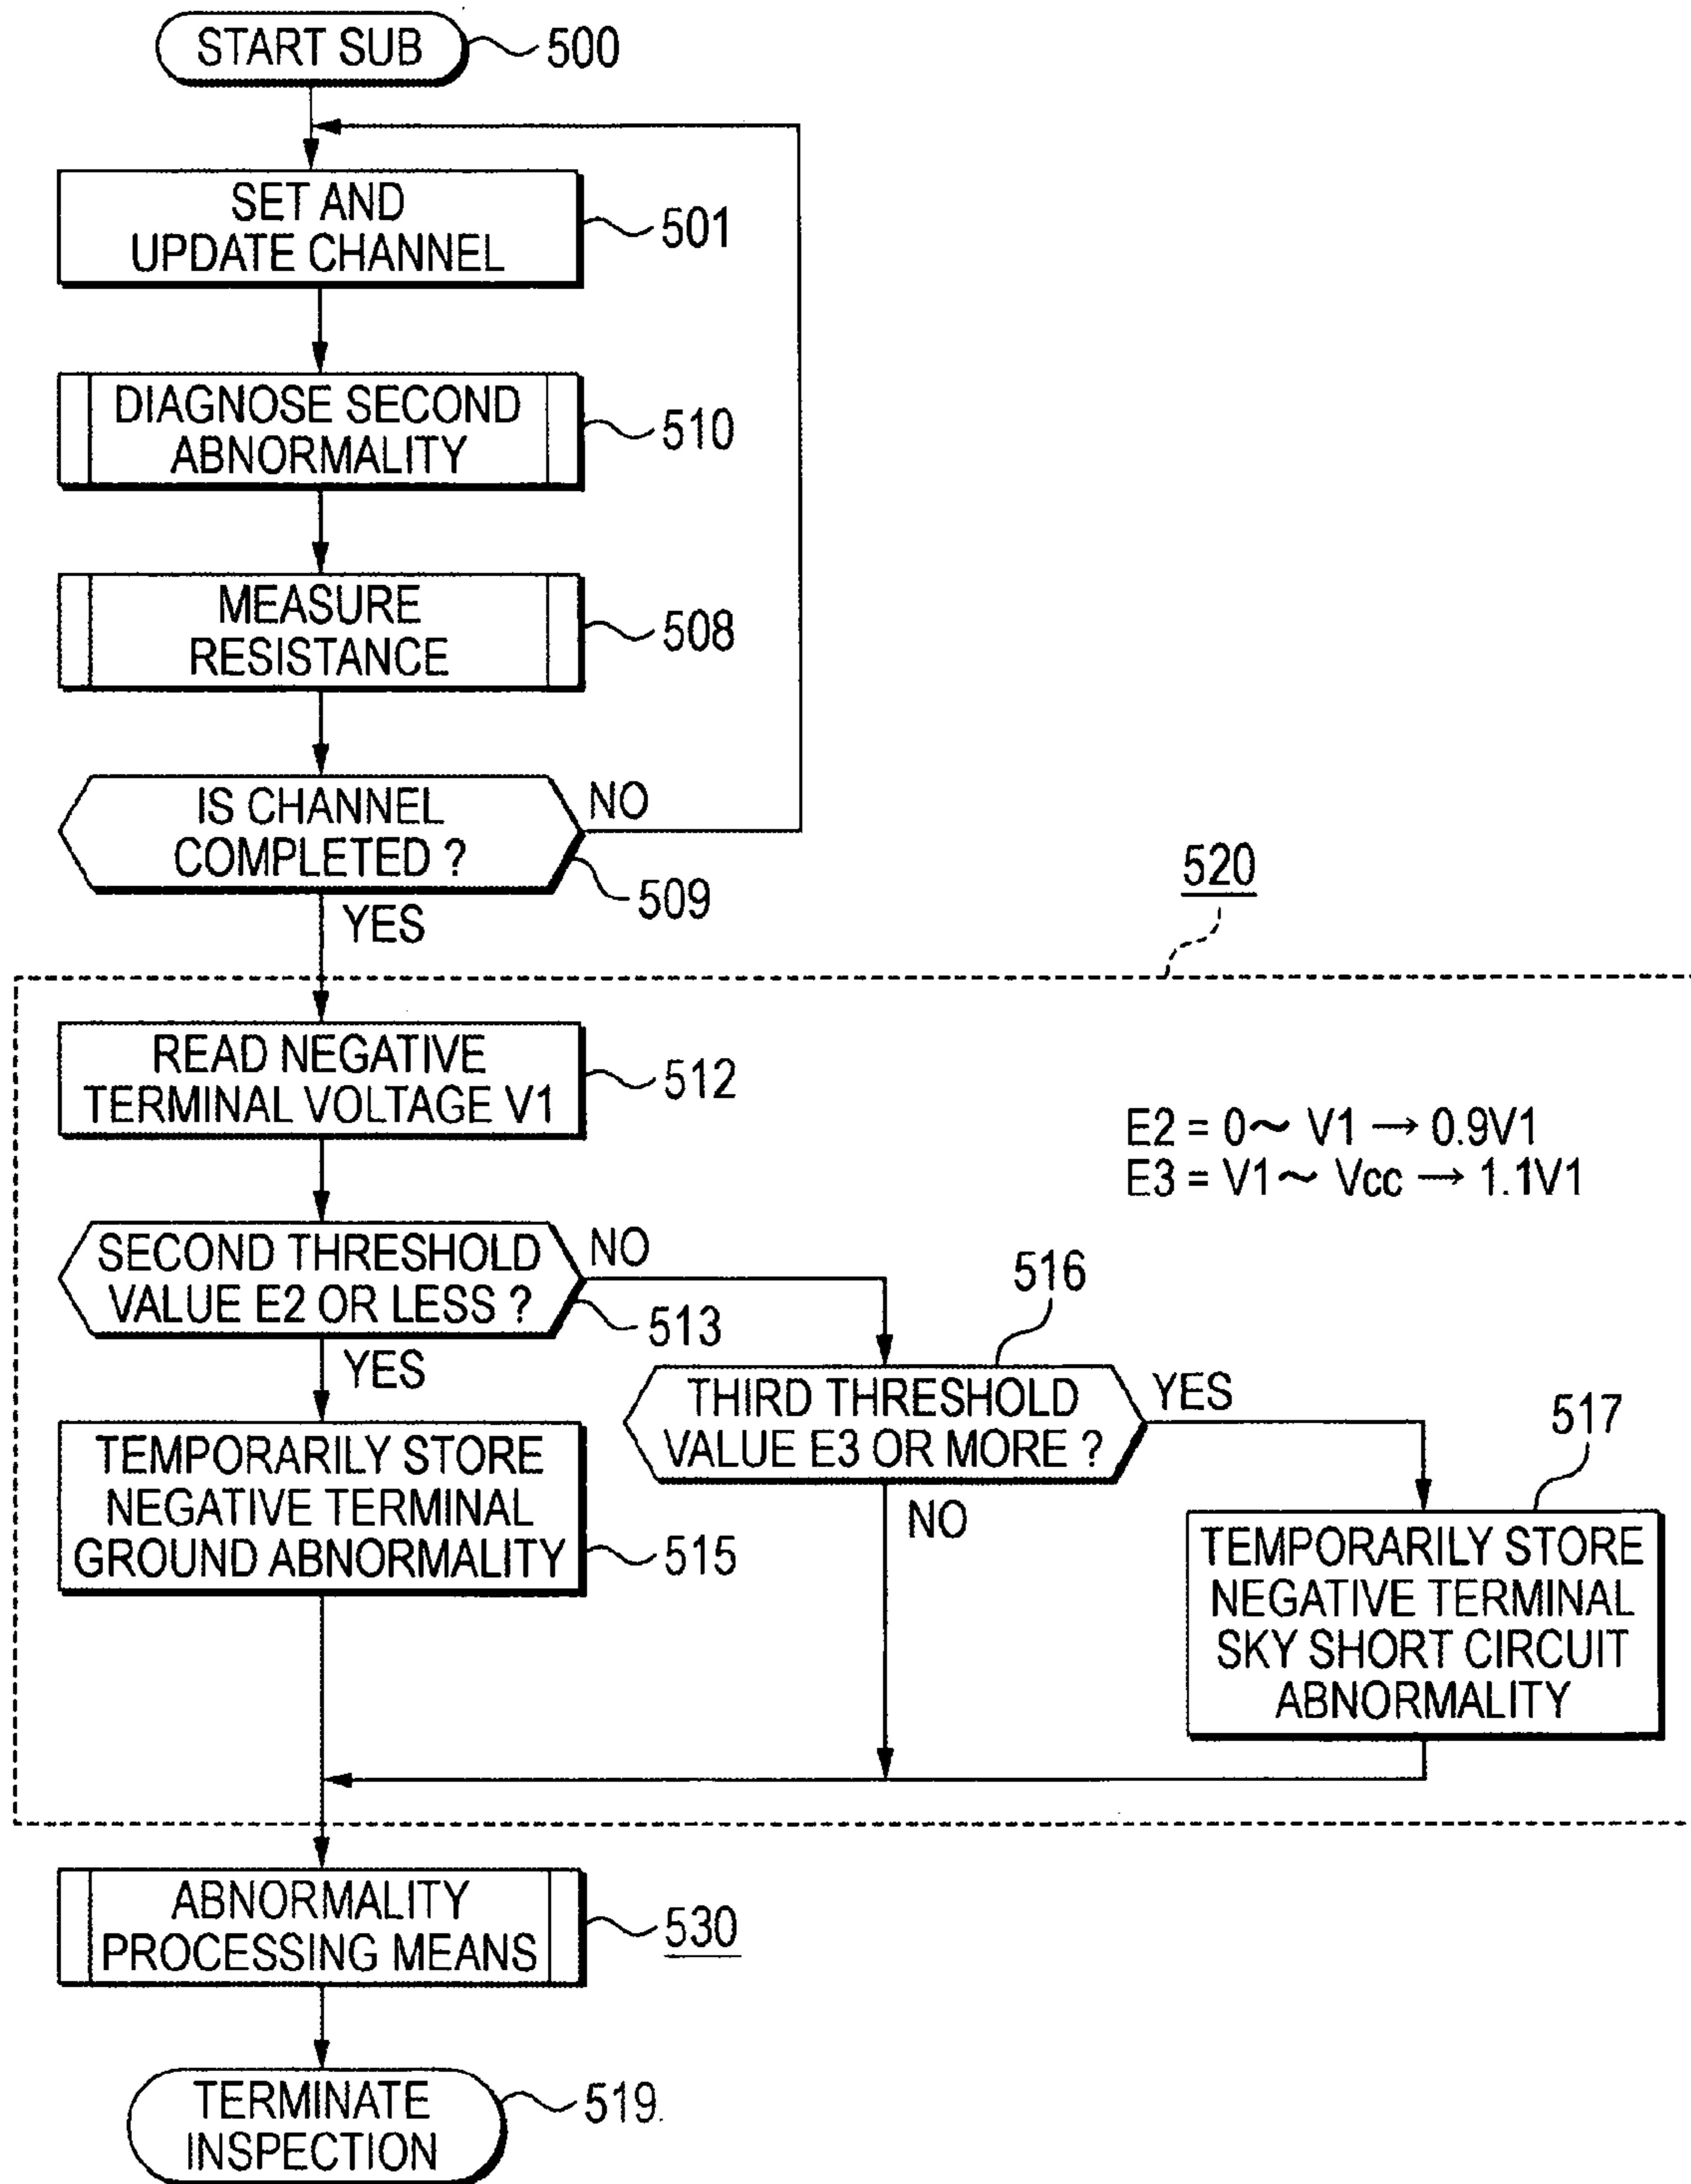 START SUB
500
SET AND
UPDATE CHANNEL
501
DIAGNOSE SECOND
ABNORMALITY
510
MEASURE
RESISTANCE
508
IS CHANNEL
COMPLETED ?
NO
509
YES
520
READ NEGATIVE
TERMINAL VOLTAGE V1
512
E2 = 0~ V1 → 0.9V1
E3 = V1~ Vcc → 1.1V1
SECOND THRESHOLD
VALUE E2 OR LESS ?
NO
513
YES
516
THIRD THRESHOLD
VALUE E3 OR MORE ?
YES
NO
517
TEMPORARILY STORE
NEGATIVE TERMINAL
GROUND ABNORMALITY
515
TEMPORARILY STORE
NEGATIVE TERMINAL
SKY SHORT CIRCUIT
ABNORMALITY
ABNORMALITY
PROCESSING MEANS
530
TERMINATE
INSPECTION
519